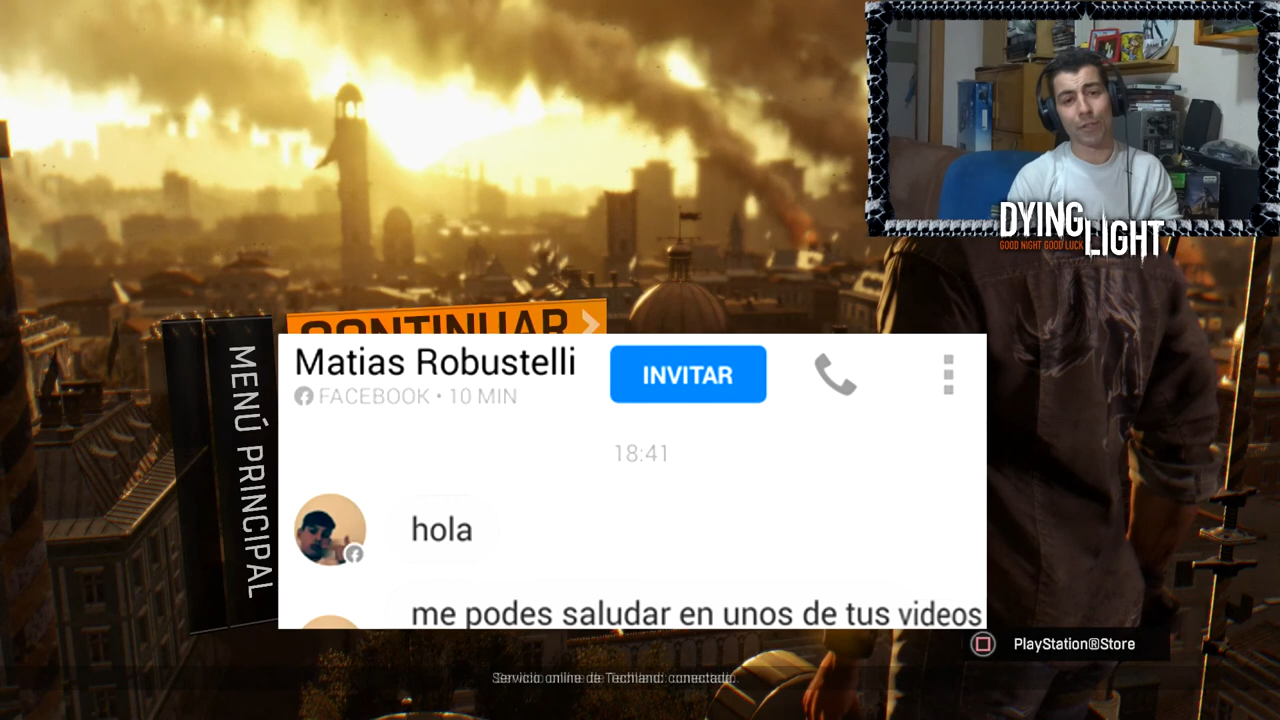 DYING
LIGHT
GOOD NIGHT GOOD LUCK
CONTINUAR
MENÚ PRINCIPAL
Matias Robustelli
INVITAR
FACEBOOK • 10 MIN
18:41
hola
me podes saludar en unos de tus videos
PlayStation®Store
Servicio online de Techland: conectado.